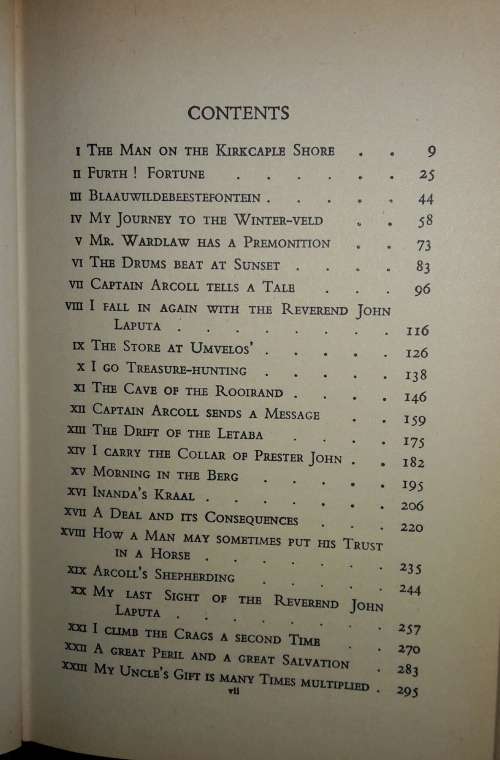 CONTENTS
I THE MAN ON THE KIRKCAPLE SHORE . . 9
II FURTH ! FORTUNE . . . . . 25
III BLAAUWILDEBEESTEFONTEIN . . . . 44
IV MY JOURNEY TO THE WINTER-VELD . . 58
V MR. WARDLAW HAS A PREMONITION . . 73
VI THE DRUMS BEAT AT SUNSET . . . . 83
VII CAPTAIN ARCOLL TELLS A TALE . . . 96
VIII I FALL IN AGAIN WITH THE REVEREND JOHN
LAPUTA . . . . . . . 116
IX THE STORE AT UMVELOS' . . . . . 126
X I GO TREASURE-HUNTING . . . . . 138
XI THE CAVE OF THE ROOIRAND . . . . 146
XII CAPTAIN ARCOLL SENDS A MESSAGE . . 159
XIII THE DRIFT OF THE LETABA . . . . 175
XIV I CARRY THE COLLAR OF PRESTER JOHN . . 182
XV MORNING IN THE BERG . . . . . 195
XVI INANDA'S KRAAL . . . . . . 206
XVII A DEAL AND ITS CONSEQUENCES . . . 220
XVIII HOW A MAN MAY SOMETIMES PUT HIS TRUST
IN A HORSE . . . . . . 235
XIX ARCOLL'S SHEPHERDING . . . . . 244
XX MY LAST SIGHT OF THE REVEREND JOHN
LAPUTA . . . . . . . 257
XXI I CLIMB THE CRAGS A SECOND TIME . . 270
XXII A GREAT PERIL AND A GREAT SALVATION . 283
XXIII MY UNCLE'S GIFT IS MANY TIMES MULTIPLIED . 295
vii